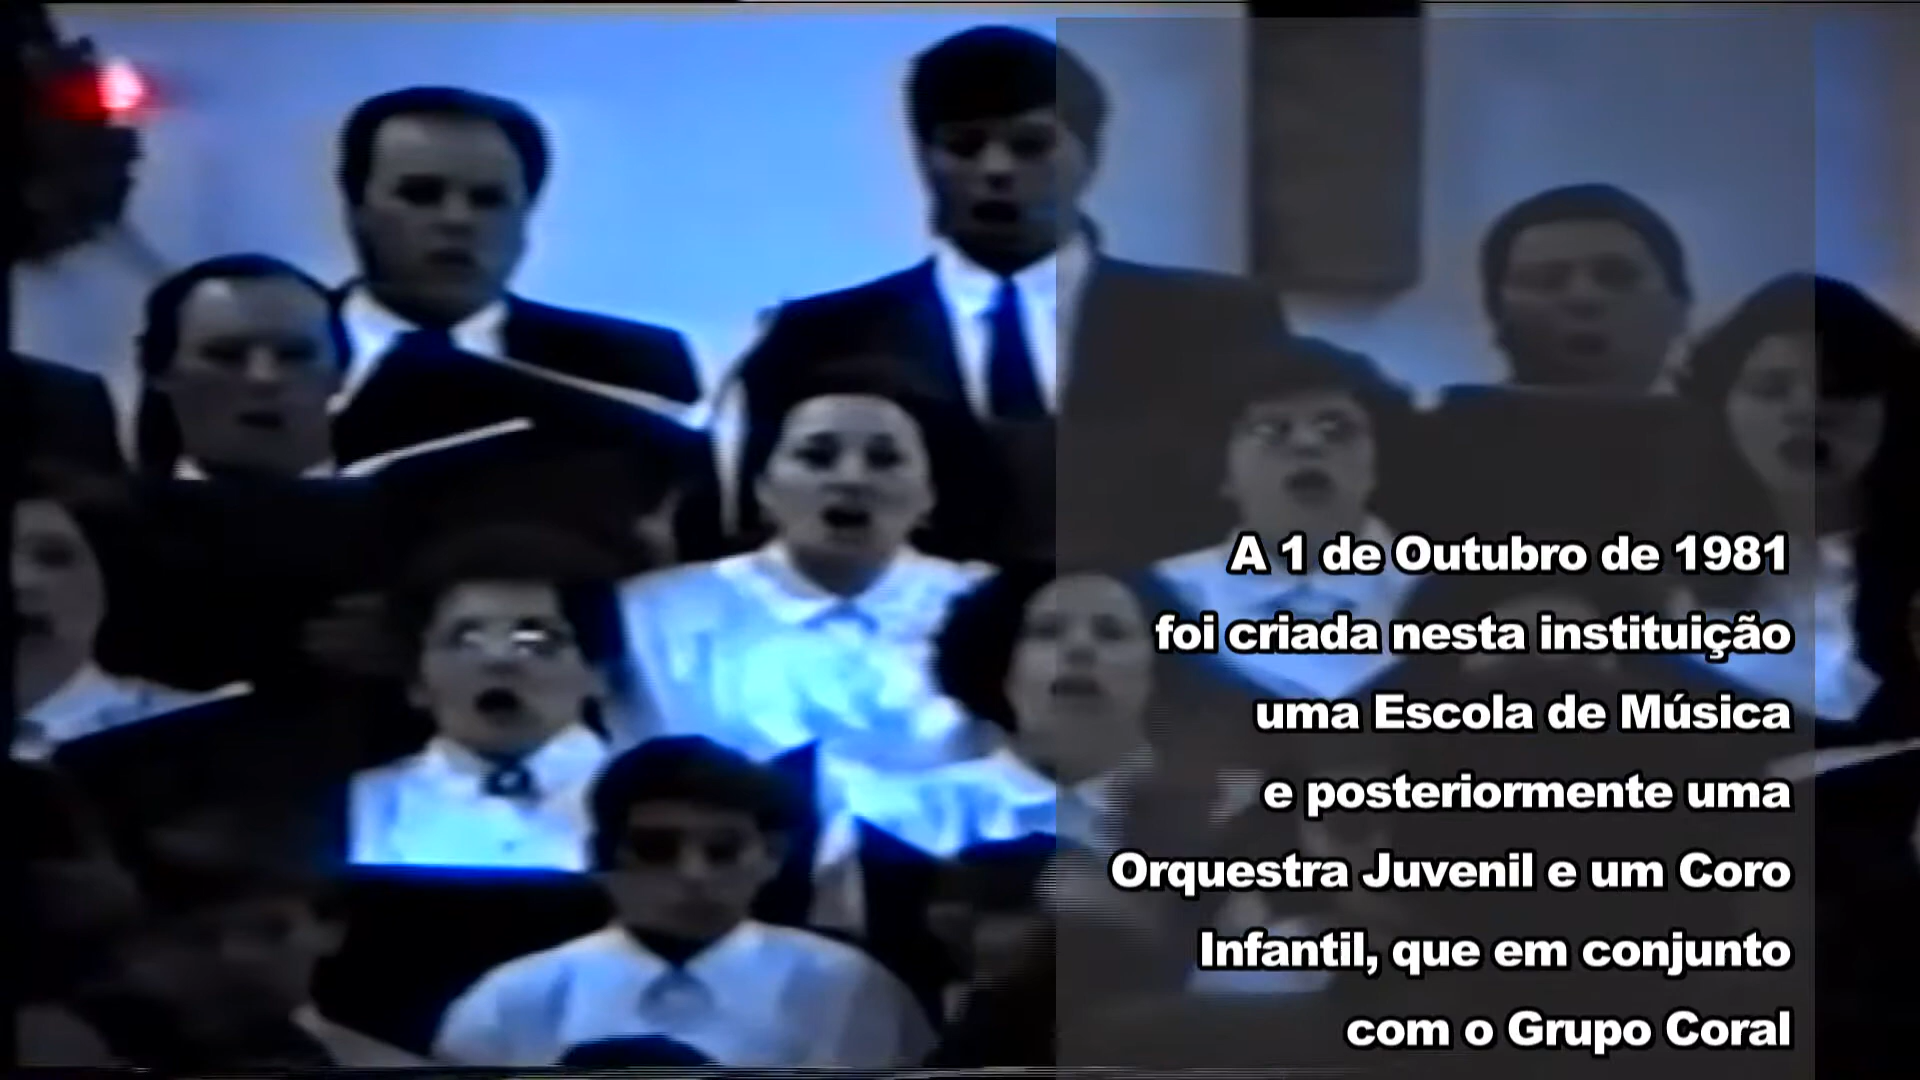 A 1 de Outubro de 1981
foi criada nesta instituição
uma Escola de Música
e posteriormente uma
Orquestra Juvenil e um Coro
Infantil, que em conjunto
com o Grupo Coral